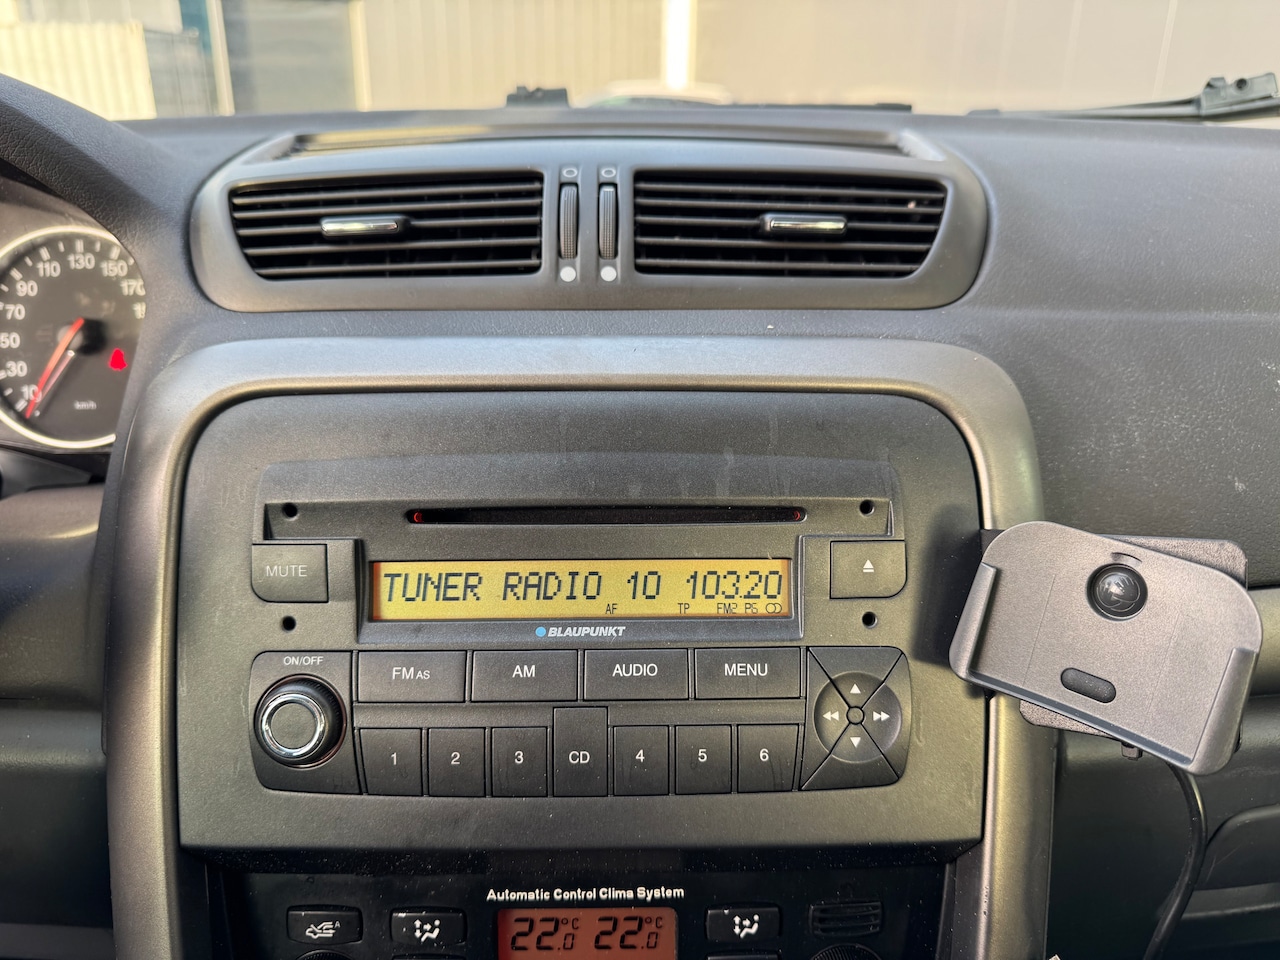 110 130 150
90 170
70
50
30
10
km/h
MUTE
TUNER RADIO 10 103.20
AF TP FM2 PS
BLAUPUNKT
ON/OFF
FM AS AM AUDIO MENU
1 2 3 CD 4 5 6
Automatic Control Clima System
A
22.0 °C 22.0 °C